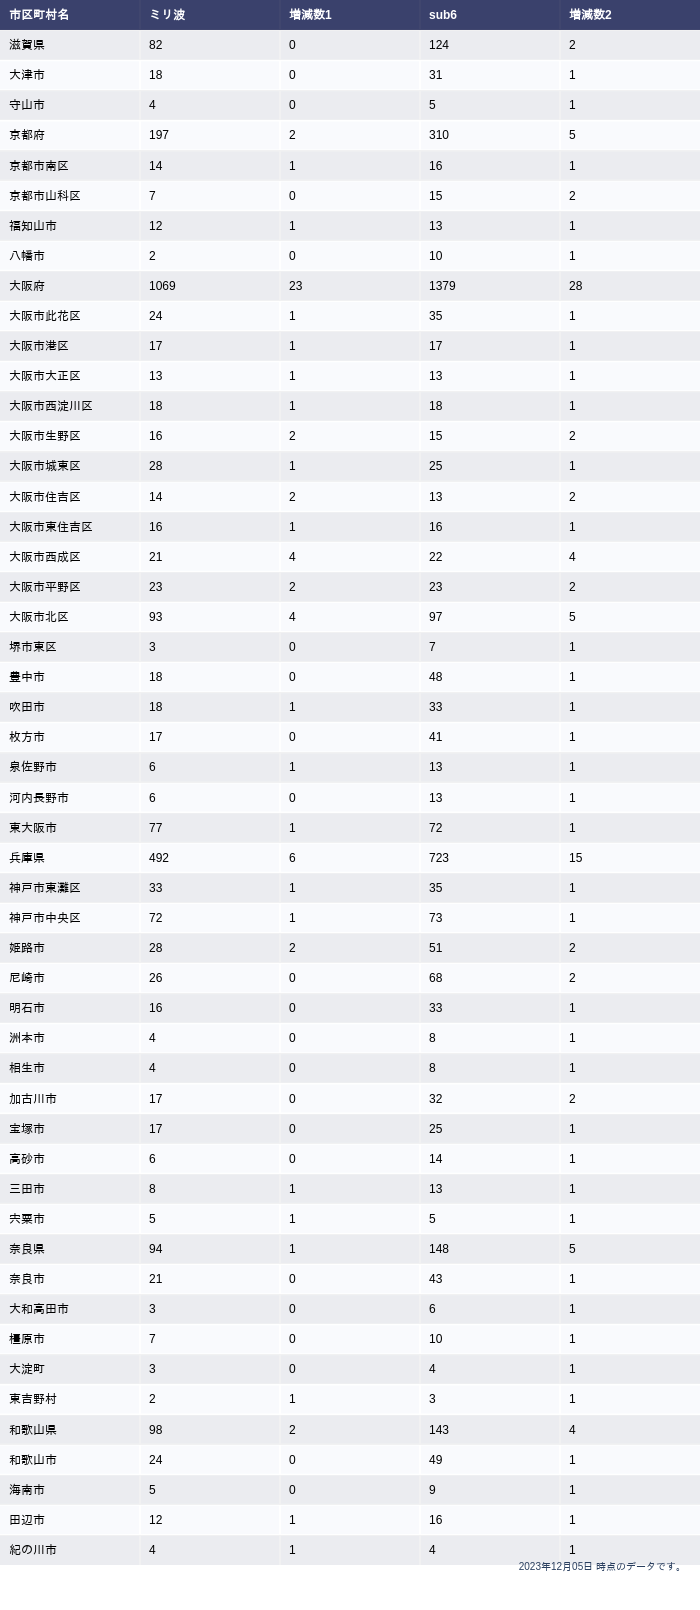 市区町村名 ミリ波 増減数1 sub6 増減数2
滋賀県 82 0 124 2
大津市 18 0 31 1
守山市 4 0 5 1
京都府 197 2 310 5
京都市南区 14 1 16 1
京都市山科区 7 0 15 2
福知山市 12 1 13 1
八幡市 2 0 10 1
大阪府 1069 23 1379 28
大阪市此花区 24 1 35 1
大阪市港区 17 1 17 1
大阪市大正区 13 1 13 1
大阪市西淀川区 18 1 18 1
大阪市生野区 16 2 15 2
大阪市城東区 28 1 25 1
大阪市住吉区 14 2 13 2
大阪市東住吉区 16 1 16 1
大阪市西成区 21 4 22 4
大阪市平野区 23 2 23 2
大阪市北区 93 4 97 5
堺市東区 3 0 7 1
豊中市 18 0 48 1
吹田市 18 1 33 1
枚方市 17 0 41 1
泉佐野市 6 1 13 1
河内長野市 6 0 13 1
東大阪市 77 1 72 1
兵庫県 492 6 723 15
神戸市東灘区 33 1 35 1
神戸市中央区 72 1 73 1
姫路市 28 2 51 2
尼崎市 26 0 68 2
明石市 16 0 33 1
洲本市 4 0 8 1
相生市 4 0 8 1
加古川市 17 0 32 2
宝塚市 17 0 25 1
高砂市 6 0 14 1
三田市 8 1 13 1
宍粟市 5 1 5 1
奈良県 94 1 148 5
奈良市 21 0 43 1
大和高田市 3 0 6 1
橿原市 7 0 10 1
大淀町 3 0 4 1
東吉野村 2 1 3 1
和歌山県 98 2 143 4
和歌山市 24 0 49 1
海南市 5 0 9 1
田辺市 12 1 16 1
紀の川市 4 1 4 1
2023年12月05日 時点のデータです。